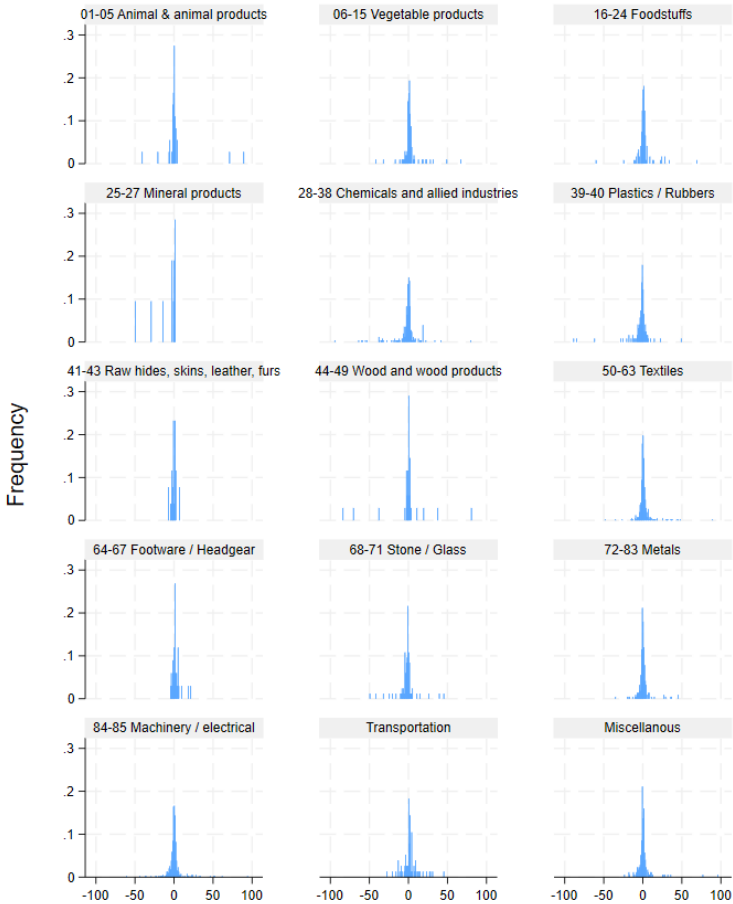 01-05 Animal & animal products
06-15 Vegetable products
16-24 Foodstuffs
.3
.2
.1
0
25-27 Mineral products
28-38 Chemicals and allied industries
39-40 Plastics / Rubbers
.3
.2
.1
0
41-43 Raw hides, skins, leather, furs
44-49 Wood and wood products
50-63 Textiles
.3
.2
.1
0
Frequency
64-67 Footware / Headgear
68-71 Stone / Glass
72-83 Metals
.3
.2
.1
0
84-85 Machinery / electrical
Transportation
Miscellanous
.3
.2
.1
0
-100 -50 0 50 100
-100 -50 0 50 100
-100 -50 0 50 100